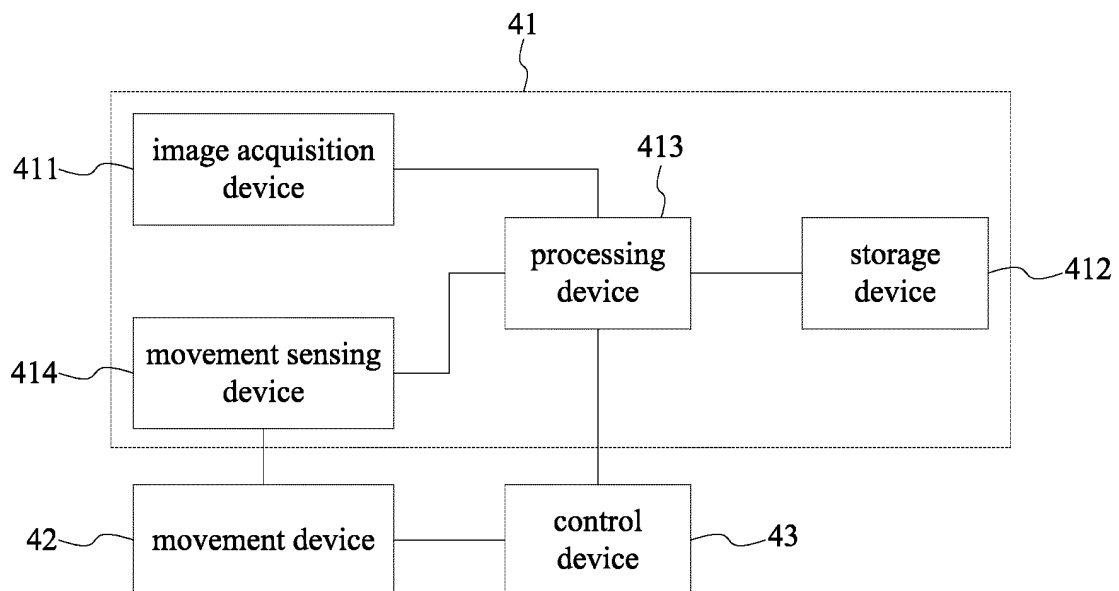 41
image acquisition
device
411
413
processing
device
storage
device
412
movement sensing
device
414
42
movement device
control
device
43